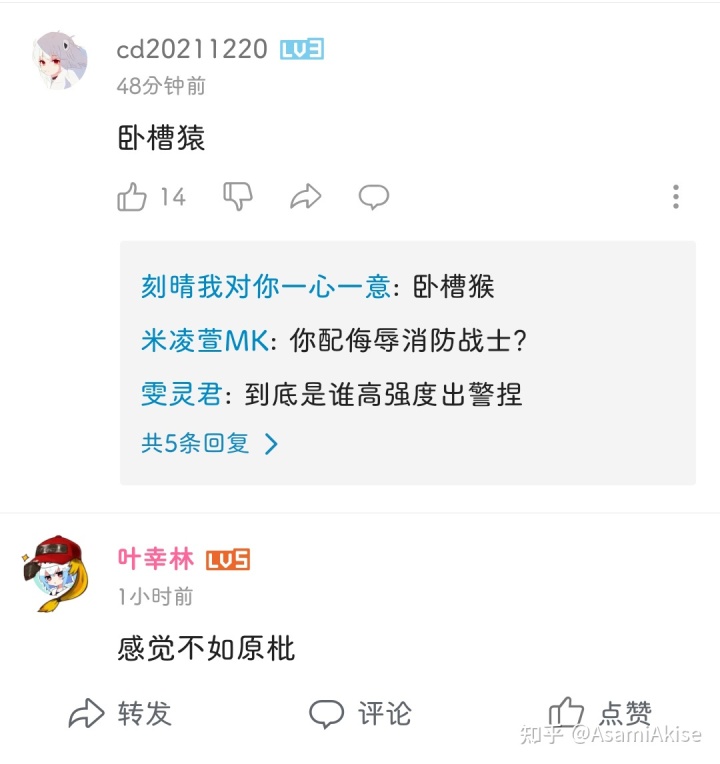 cd20211220 LV3
48分钟前
卧槽猿
14
刻晴我对你一心一意: 卧槽猴
米凌萱MK: 你配侮辱消防战士?
雯灵君: 到底是谁高强度出警捏
共5条回复 >
叶幸林 LV5
1小时前
感觉不如原枇
转发 评论 点赞
知乎 @AsamiAkise